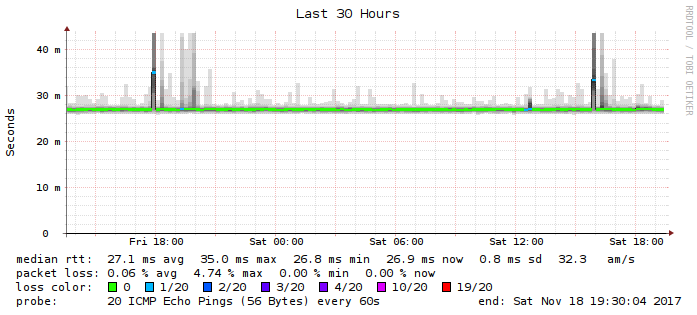 Last 30 Hours
RRDTOOL / TOBI OETIKER
Seconds
40 m
30 m
20 m
10 m
0
Fri 18:00 Sat 00:00 Sat 06:00 Sat 12:00 Sat 18:00
median rtt: 27.1 ms avg 35.0 ms max 26.8 ms min 26.9 ms now 0.8 ms sd 32.3 am/s
packet loss: 0.06 % avg 4.74 % max 0.00 % min 0.00 % now
loss color: 0 1/20 2/20 3/20 4/20 10/20 19/20
probe: 20 ICMP Echo Pings (56 Bytes) every 60s end: Sat Nov 18 19:30:04 2017